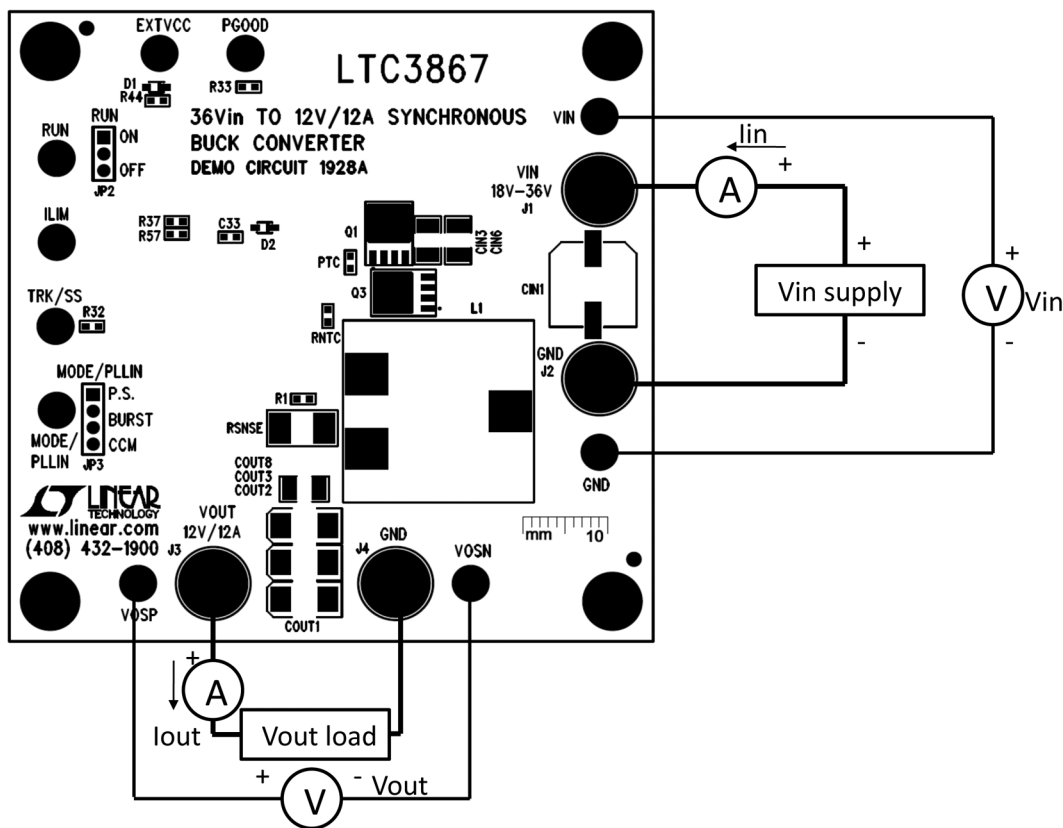 EXTVCC
PGOOD
LTC3867
D1
R44
R33
36Vin TO 12V/12A SYNCHRONOUS
BUCK CONVERTER
DEMO CIRCUIT 1928A
RUN
RUN
ON
OFF
JP2
VIN
VIN
18V-36V
J1
Iin
+
A
ILIM
R37
R57
C33
D2
Q1
CIN3
CIN6
PTC
Q3
L1
CIN1
+
Vin supply
-
+
V
Vin
-
TRK/SS
R32
RNTC
GND
J2
MODE/PLLIN
P.S.
BURST
CCM
JP3
MODE/
PLLIN
R1
RSNSE
GND
COUT8
COUT3
COUT2
LINEAR
TECHNOLOGY
www.linear.com
(408) 432-1900
VOUT
12V/12A
J3
J4
GND
VOSN
mm 10
VOSP
COUT1
+
A
Iout
Vout load
+
V
-
Vout